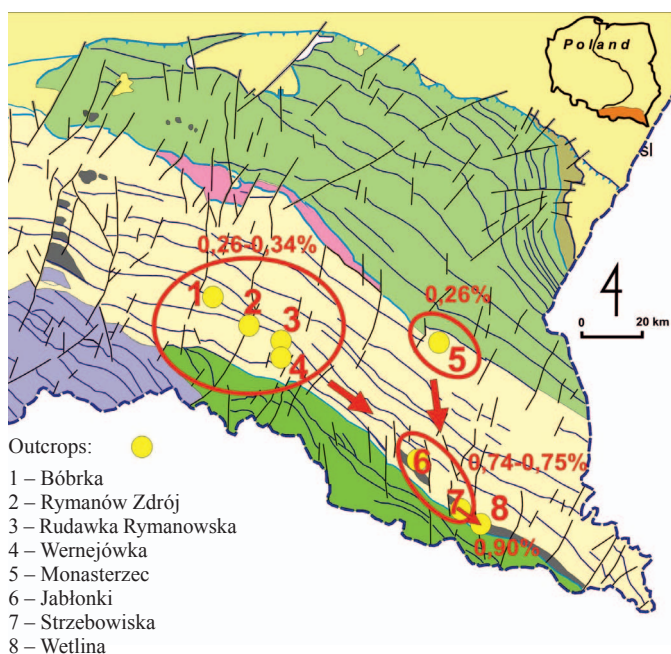 Poland
sl
0,26-0,34%
1
2
3
4
0,26%
5
0 20 km
6
0,74-0,75%
7
8
0,90%
Outcrops:
1 – Bóbrka
2 – Rymanów Zdrój
3 – Rudawka Rymanowska
4 – Wernejówka
5 – Monasterzec
6 – Jabłonki
7 – Strzebowiska
8 – Wetlina